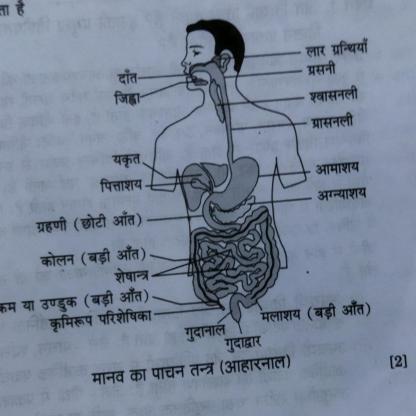 ता है
लार ग्रन्थियाँ
ग्रसनी
दाँत
जिह्वा
श्वासनली
ग्रासनली
यकृत
पित्ताशय
आमाशय
अग्न्याशय
ग्रहणी (छोटी आँत)
कोलन (बड़ी आँत)
शेषान्त्र
कम या उण्डुक (बड़ी आँत)
कृमिरूप परिशेषिका
मलाशय (बड़ी आँत)
गुदानाल
गुदाद्वार
मानव का पाचन तन्त्र (आहारनाल)
[2]